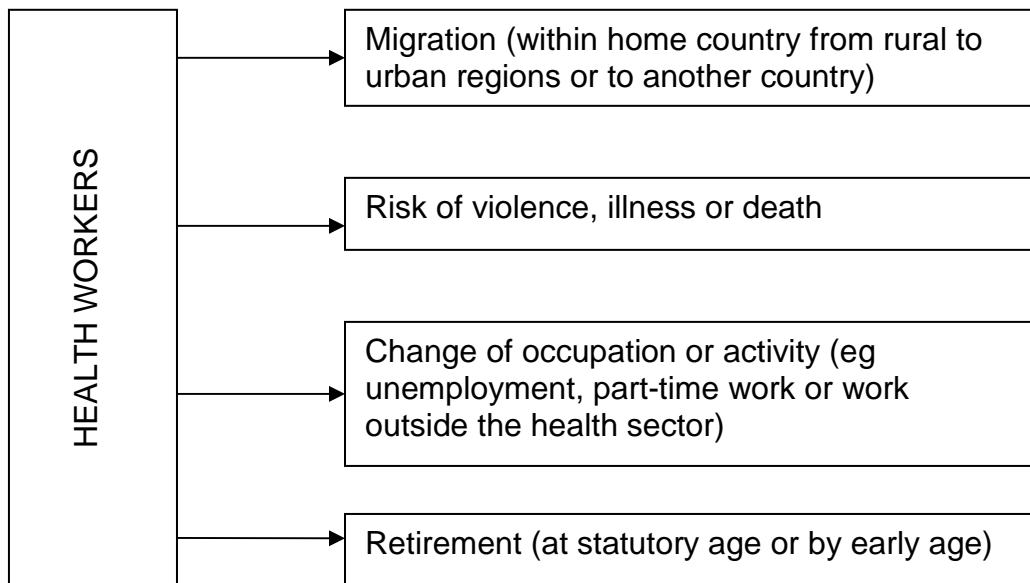 HEALTH WORKERS
Migration (within home country from rural to
urban regions or to another country)
Risk of violence, illness or death
Change of occupation or activity (eg
unemployment, part-time work or work
outside the health sector)
Retirement (at statutory age or by early age)